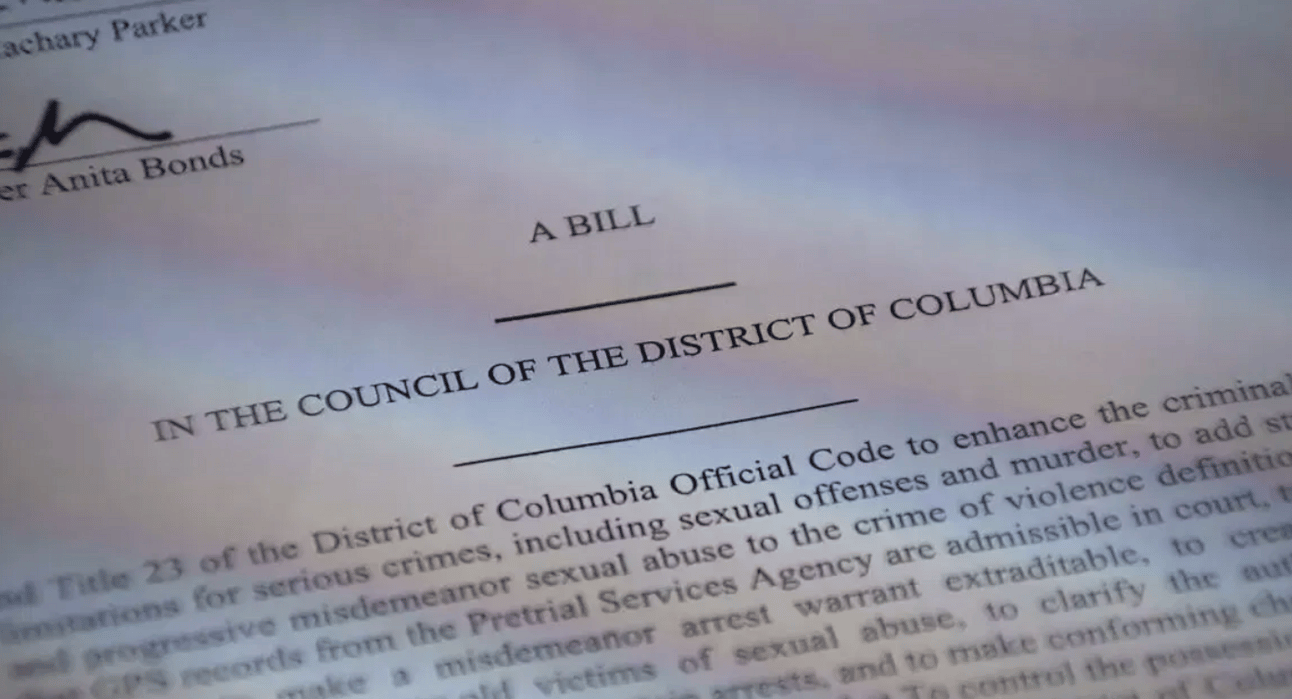 achary Parker
er Anita Bonds
A BILL
IN THE COUNCIL OF THE DISTRICT OF COLUMBIA
Title 23 of the District of Columbia Official Code to enhance the criminal
for serious crimes, including sexual offenses and murder, to add st
and progressive misdemeanor sexual abuse to the crime of violence definitio
GPS records from the Pretrial Services Agency are admissible in court, t
make a misdemeanor arrest warrant extraditable, to crea
victims of sexual abuse, to clarify the aut
arrests, and to make conforming ch
To control the possessi